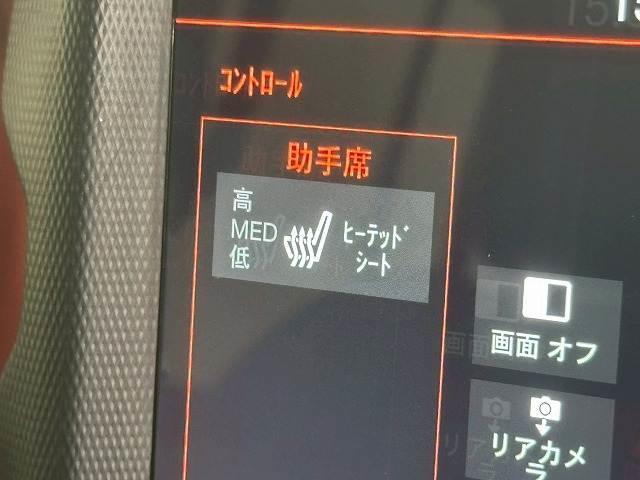 コントロール
助手席
高
MED
低
ﾋｰﾃｯﾄﾞ
ｼｰﾄ
画面 オフ
リアカメ
ラ